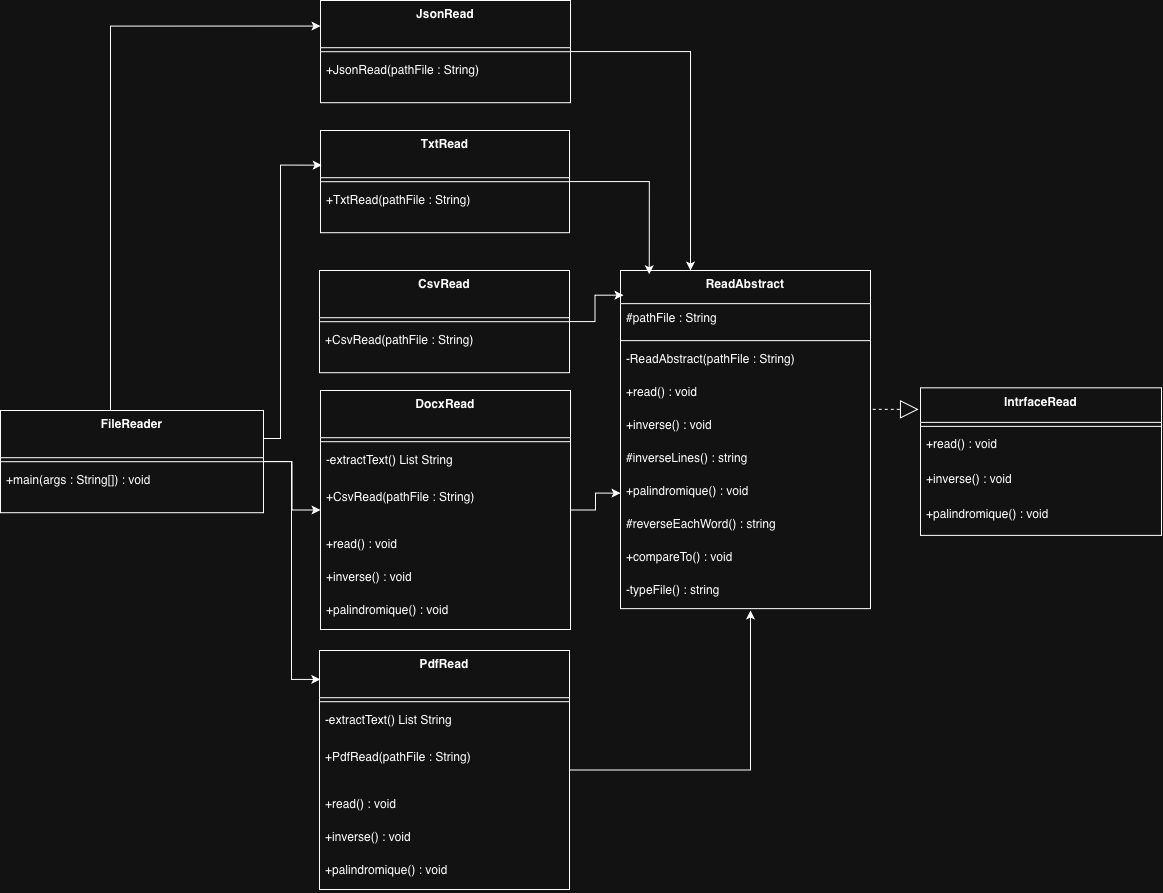 JsonRead
+JsonRead(pathFile : String)
TxtRead
+TxtRead(pathFile : String)
CsvRead
+CsvRead(pathFile : String)
FileReader
+main(args : String[]) : void
DocxRead
-extractText() List String
+CsvRead(pathFile : String)
+read() : void
+inverse() : void
+palindromique() : void
PdfRead
-extractText() List String
+PdfRead(pathFile : String)
+read() : void
+inverse() : void
+palindromique() : void
ReadAbstract
#pathFile : String
-ReadAbstract(pathFile : String)
+read() : void
+inverse() : void
#inverseLines() : string
+palindromique() : void
#reverseEachWord() : string
+compareTo() : void
-typeFile() : string
IntrfaceRead
+read() : void
+inverse() : void
+palindromique() : void